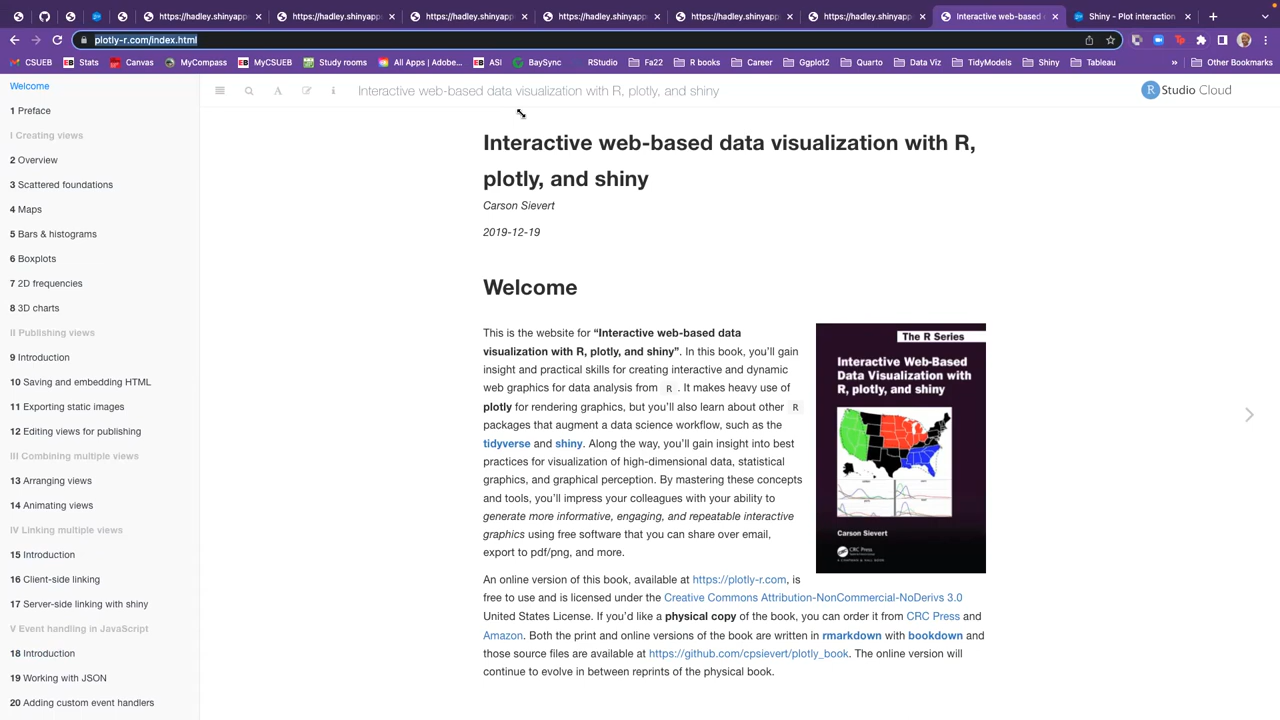 https://hadley.shinyapp
https://hadley.shinyapp
https://hadley.shinyapp
https://hadley.shinyapp
https://hadley.shinyapp
https://hadley.shinyapp
Interactive web-based
Shiny - Plot interaction
plotly-r.com/index.html
CSUEB
EB Stats
Canvas
MyCompass
EB MyCSUEB
Study rooms
All Apps | Adobe...
EB ASI
BaySync
RStudio
Fa22
R books
Career
Ggplot2
Quarto
Data Viz
TidyModels
Shiny
Tableau
»
Other Bookmarks
Welcome
1 Preface
I Creating views
2 Overview
3 Scattered foundations
4 Maps
5 Bars & histograms
6 Boxplots
7 2D frequencies
8 3D charts
II Publishing views
9 Introduction
10 Saving and embedding HTML
11 Exporting static images
12 Editing views for publishing
III Combining multiple views
13 Arranging views
14 Animating views
IV Linking multiple views
15 Introduction
16 Client-side linking
17 Server-side linking with shiny
V Event handling in JavaScript
18 Introduction
19 Working with JSON
20 Adding custom event handlers
A
i
Interactive web-based data visualization with R, plotly, and shiny
R Studio Cloud
Interactive web-based data visualization with R,
plotly, and shiny
Carson Sievert
2019-12-19
Welcome
This is the website for “Interactive web-based data
visualization with R, plotly, and shiny”. In this book, you’ll gain
insight and practical skills for creating interactive and dynamic
web graphics for data analysis from R . It makes heavy use of
plotly for rendering graphics, but you’ll also learn about other R
packages that augment a data science workflow, such as the
tidyverse and shiny. Along the way, you’ll gain insight into best
practices for visualization of high-dimensional data, statistical
graphics, and graphical perception. By mastering these concepts
and tools, you’ll impress your colleagues with your ability to
generate more informative, engaging, and repeatable interactive
graphics using free software that you can share over email,
export to pdf/png, and more.
The R Series
Interactive Web-Based
Data Visualization with
R, plotly, and shiny
Carson Sievert
CRC Press
A CHAPMAN & HALL BOOK
An online version of this book, available at https://plotly-r.com, is
free to use and is licensed under the Creative Commons Attribution-NonCommercial-NoDerivs 3.0
United States License. If you’d like a physical copy of the book, you can order it from CRC Press and
Amazon. Both the print and online versions of the book are written in rmarkdown with bookdown and
those source files are available at https://github.com/cpsievert/plotly_book. The online version will
continue to evolve in between reprints of the physical book.